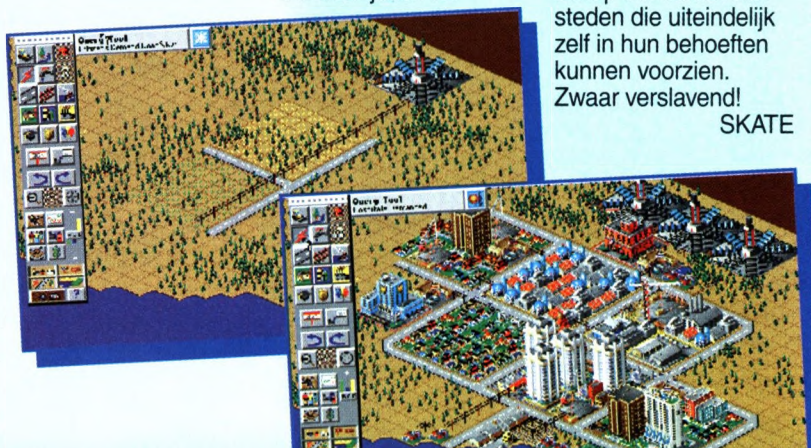 steden die uiteindelijk
zelf in hun behoeften
kunnen voorzien.
Zwaar verslavend!
SKATE
Query Tool
Query Tool